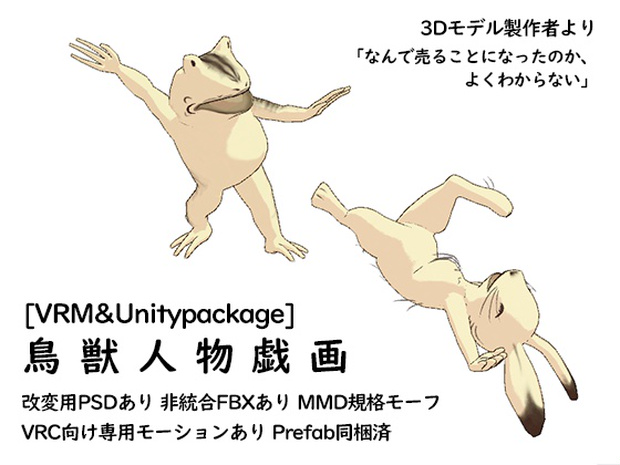 3Dモデル製作者より
「なんで売ることになったのか、
よくわからない」
[VRM&Unitypackage]
鳥獣人物戯画
改変用PSDあり 非統合FBXあり MMD規格モーフ
VRC向け専用モーションあり Prefab同梱済